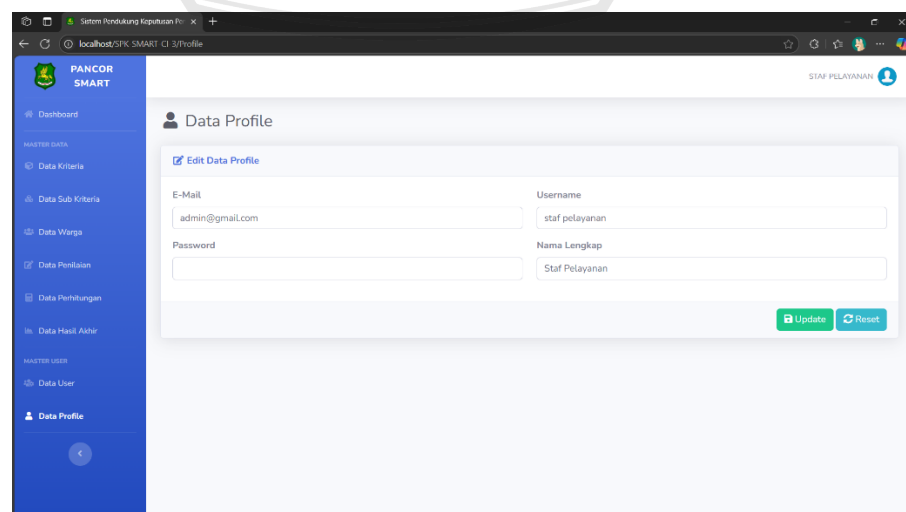 Sistem Pendukung Keputusan Per
localhost/SPK SMART CI 3/Profile
PANCOR
SMART
STAF PELAYANAN
Dashboard
MASTER DATA
Data Kriteria
Data Sub Kriteria
Data Warga
Data Penilaian
Data Perhitungan
Data Hasil Akhir
MASTER USER
Data User
Data Profile
Data Profile
Edit Data Profile
E-Mail
Username
admin@gmail.com
staf pelayanan
Password
Nama Lengkap
Staf Pelayanan
Update
Reset